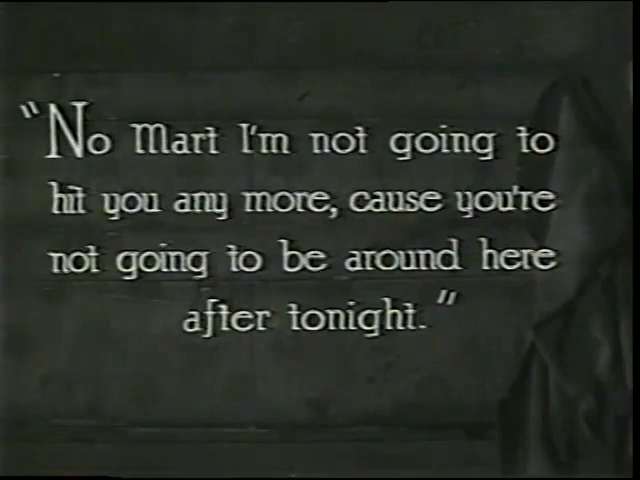 "No Mart I'm not going to
hit you any more, cause you're
not going to be around here
after tonight."